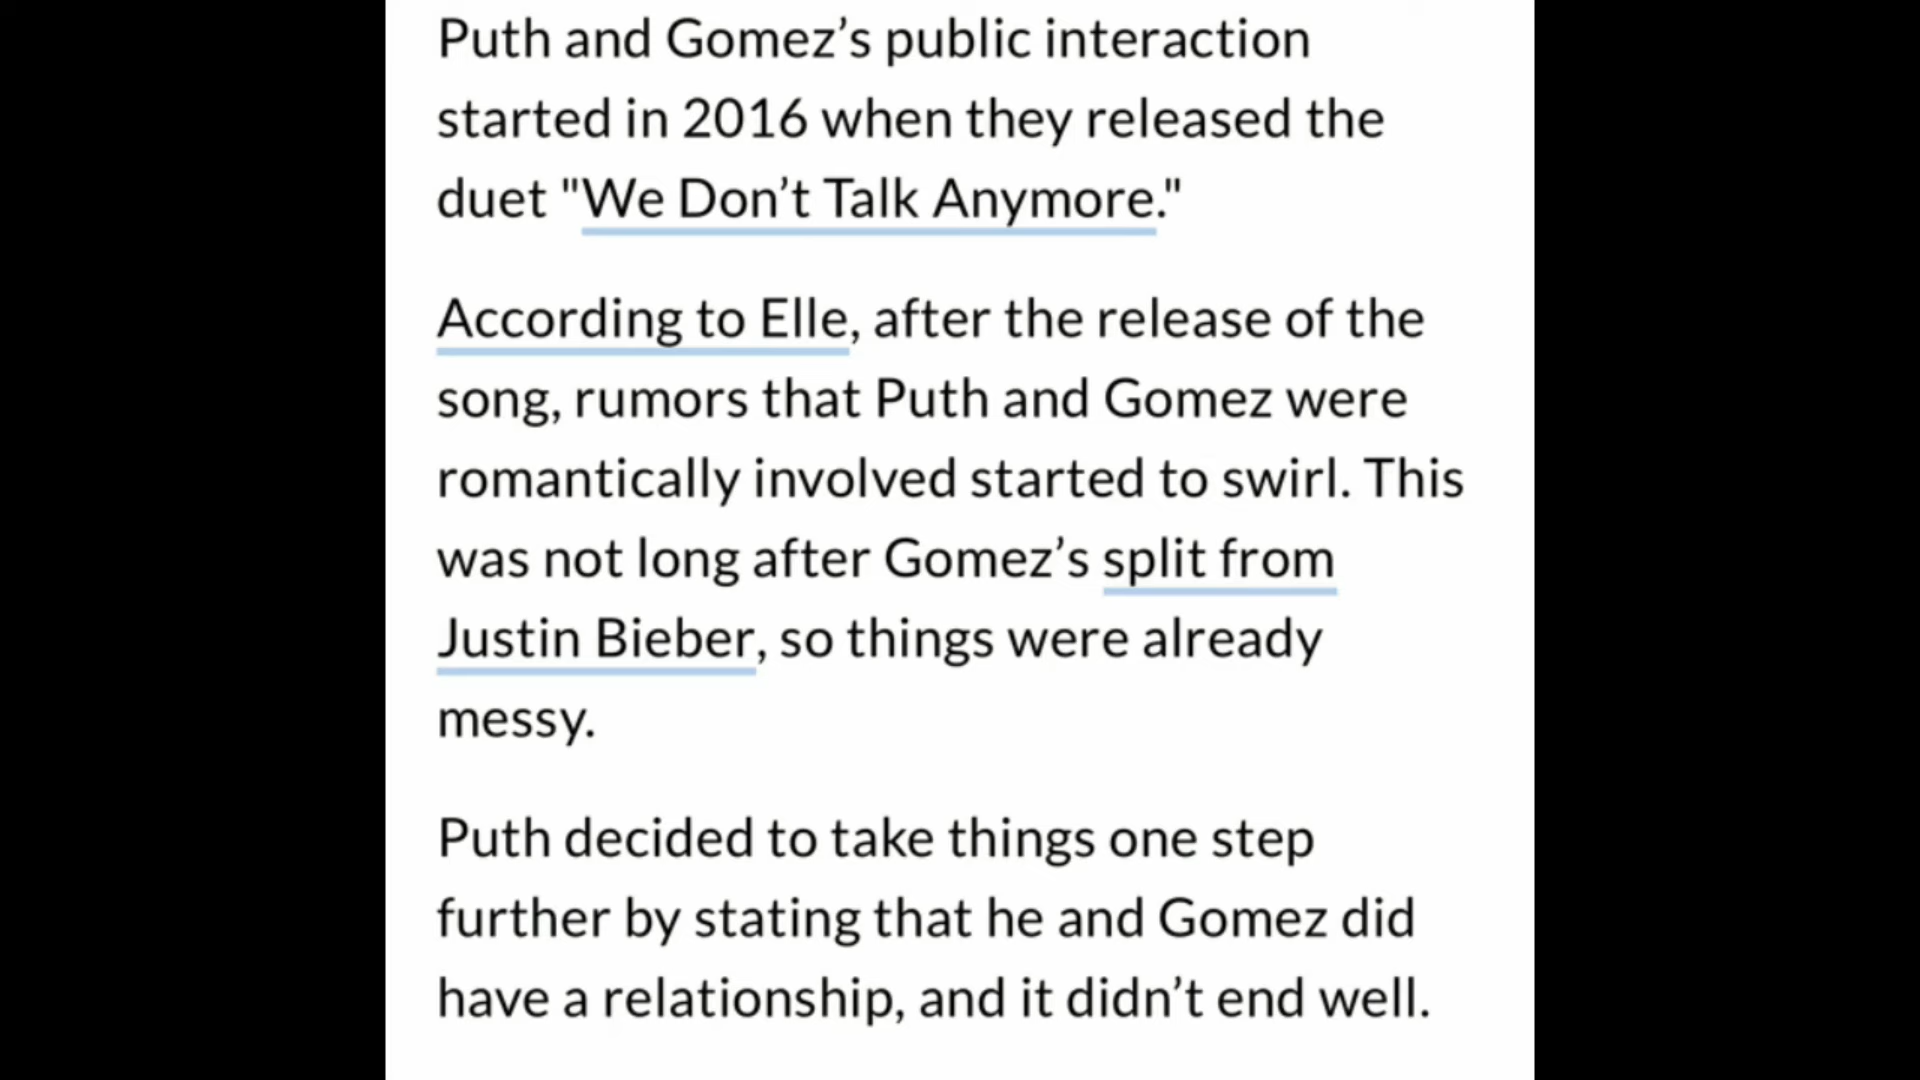 Puth and Gomez’s public interaction
started in 2016 when they released the
duet "We Don’t Talk Anymore."
According to Elle, after the release of the
song, rumors that Puth and Gomez were
romantically involved started to swirl. This
was not long after Gomez’s split from
Justin Bieber, so things were already
messy.
Puth decided to take things one step
further by stating that he and Gomez did
have a relationship, and it didn’t end well.